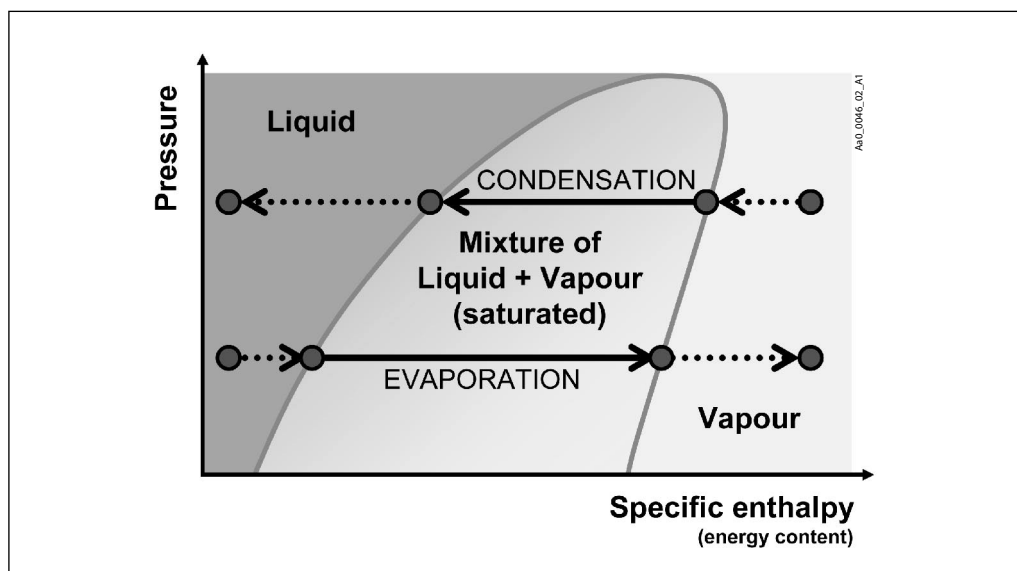 Pressure
Liquid
CONDENSATION
Mixture of
Liquid + Vapour
(saturated)
EVAPORATION
Vapour
Specific enthalpy
(energy content)
Aa0_0046_02_A1